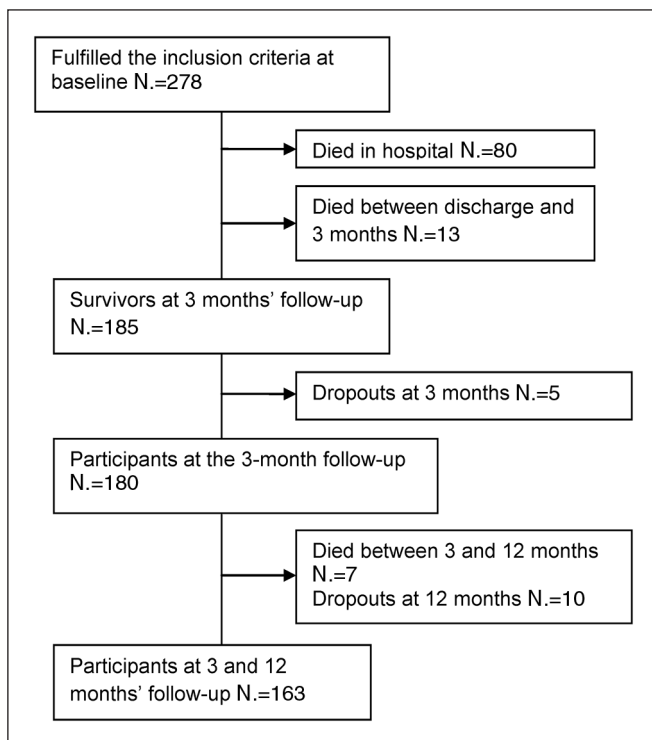 Fulfilled the inclusion criteria at
baseline N.=278
Died in hospital N.=80
Died between discharge and
3 months N.=13
Survivors at 3 months’ follow-up
N.=185
Dropouts at 3 months N.=5
Participants at the 3-month follow-up
N.=180
Died between 3 and 12 months
N.=7
Dropouts at 12 months N.=10
Participants at 3 and 12
months’ follow-up N.=163